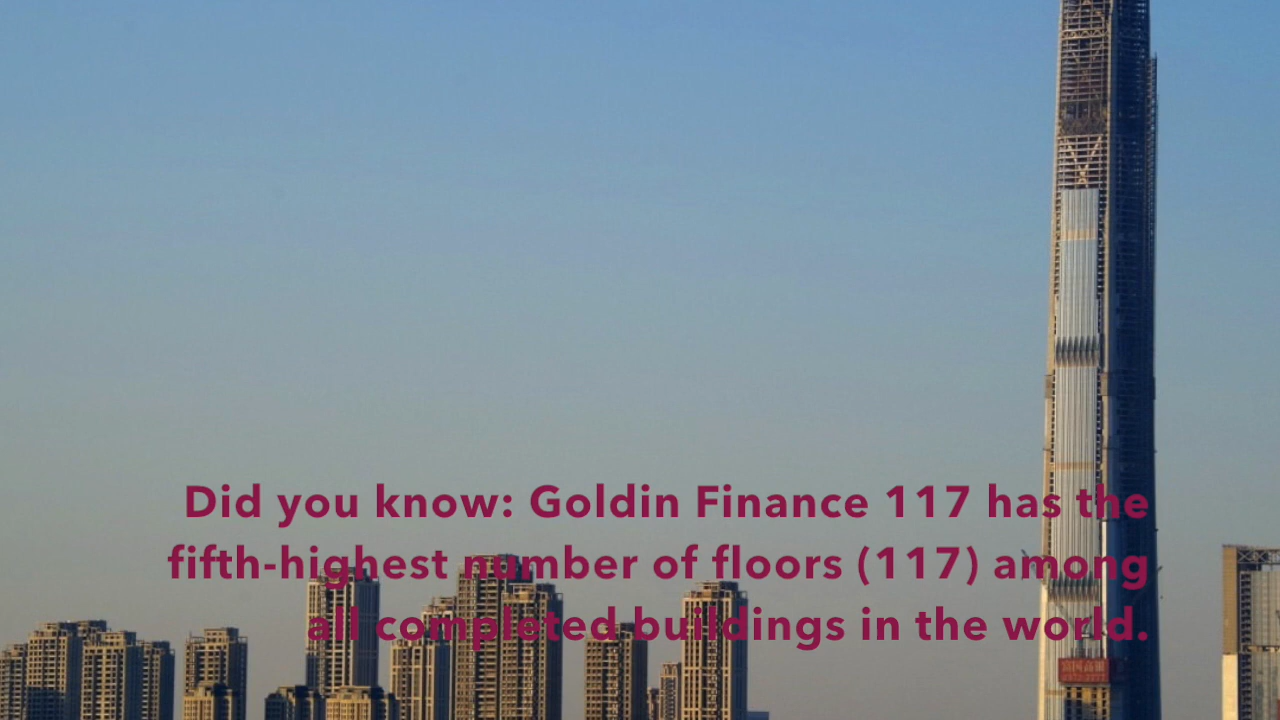 Did you know: Goldin Finance 117 has the
fifth-highest number of floors (117) among
all completed buildings in the world.